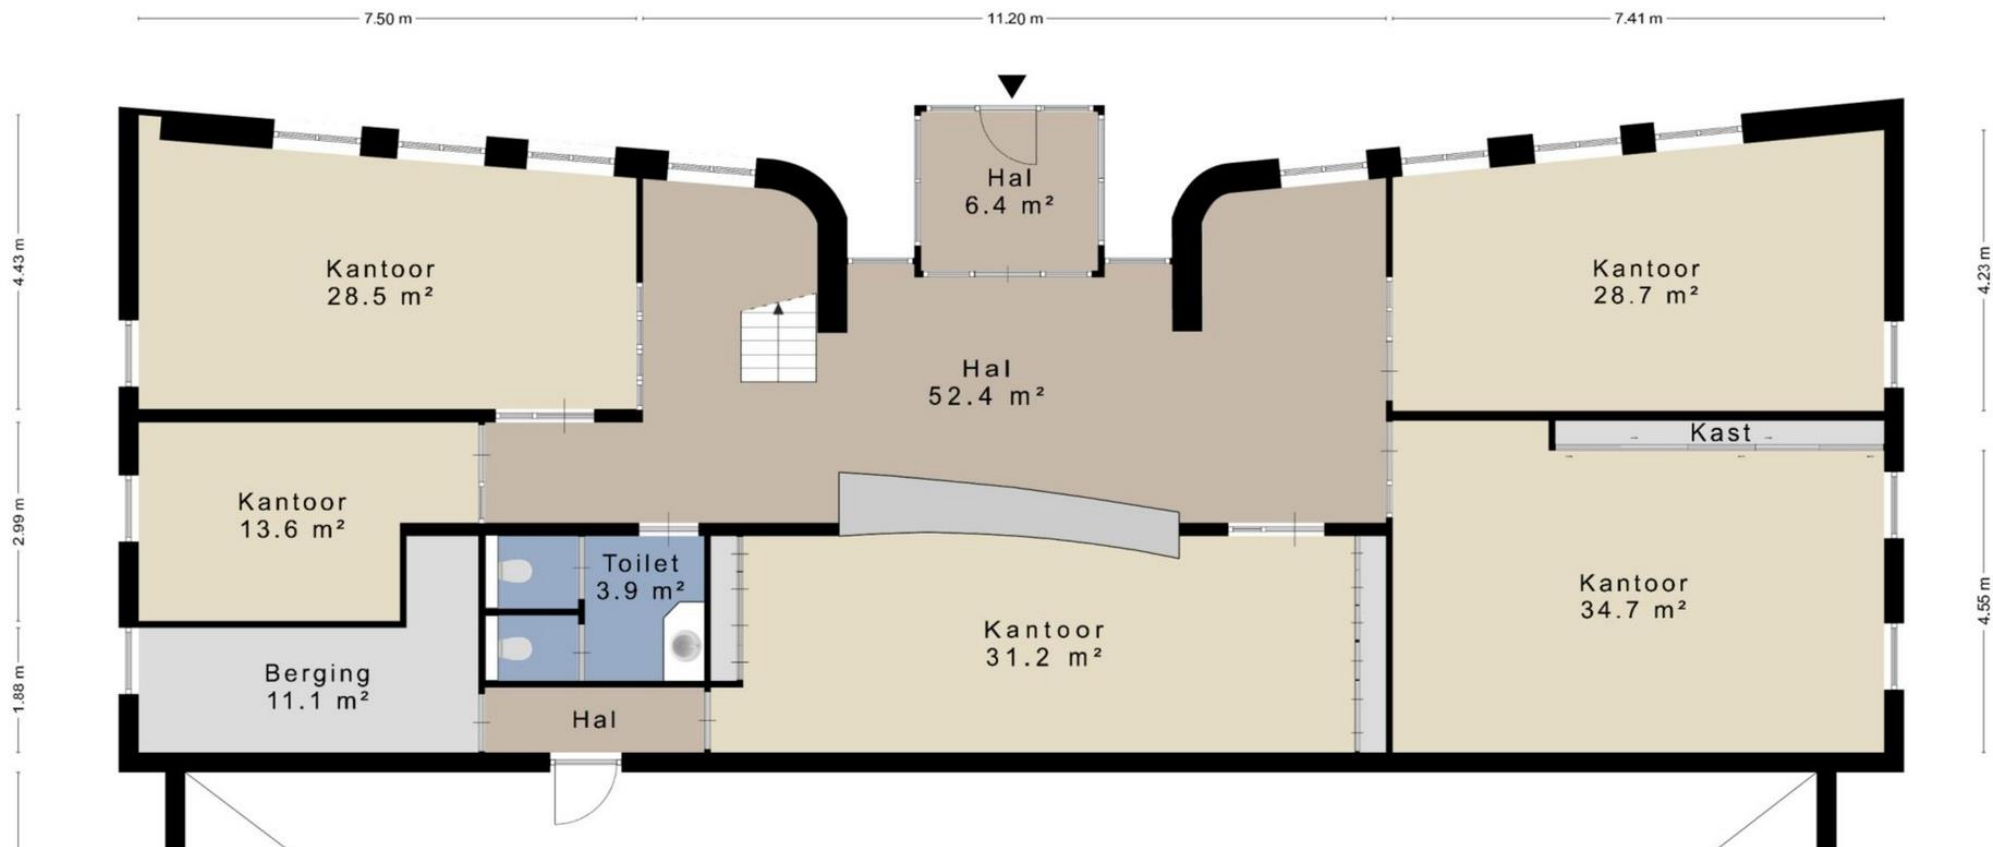 7.50 m
11.20 m
7.41 m
Hal
6.4 m²
4.43 m
Kantoor
28.5 m²
Kantoor
28.7 m²
4.23 m
Hal
52.4 m²
Kast
2.99 m
Kantoor
13.6 m²
Toilet
3.9 m²
Kantoor
31.2 m²
Kantoor
34.7 m²
4.55 m
1.88 m
Berging
11.1 m²
Hal